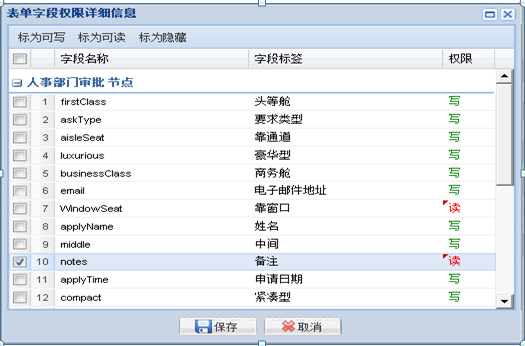 表单字段权限详细信息
标为可写 标为可读 标为隐藏
字段名称 字段标签 权限
人事部门审批 节点
1 firstClass 头等舱 写
2 askType 要求类型 写
3 aisleSeat 靠通道 写
4 luxurious 豪华型 写
5 businessClass 商务舱 写
6 email 电子邮件地址 写
7 WindowSeat 靠窗口 读
8 applyName 姓名 写
9 middle 中间 写
10 notes 备注 读
11 applyTime 申请日期 写
12 compact 紧凑型 写
保存 取消